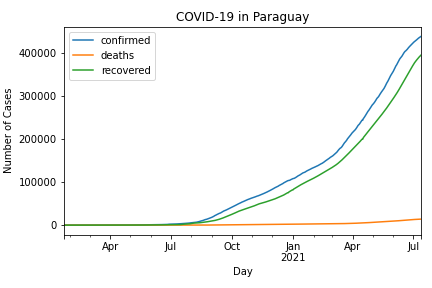 COVID-19 in Paraguay
confirmed
deaths
recovered
Number of Cases
400000
300000
200000
100000
0
Apr Jul Oct Jan Apr Jul
2021
Day